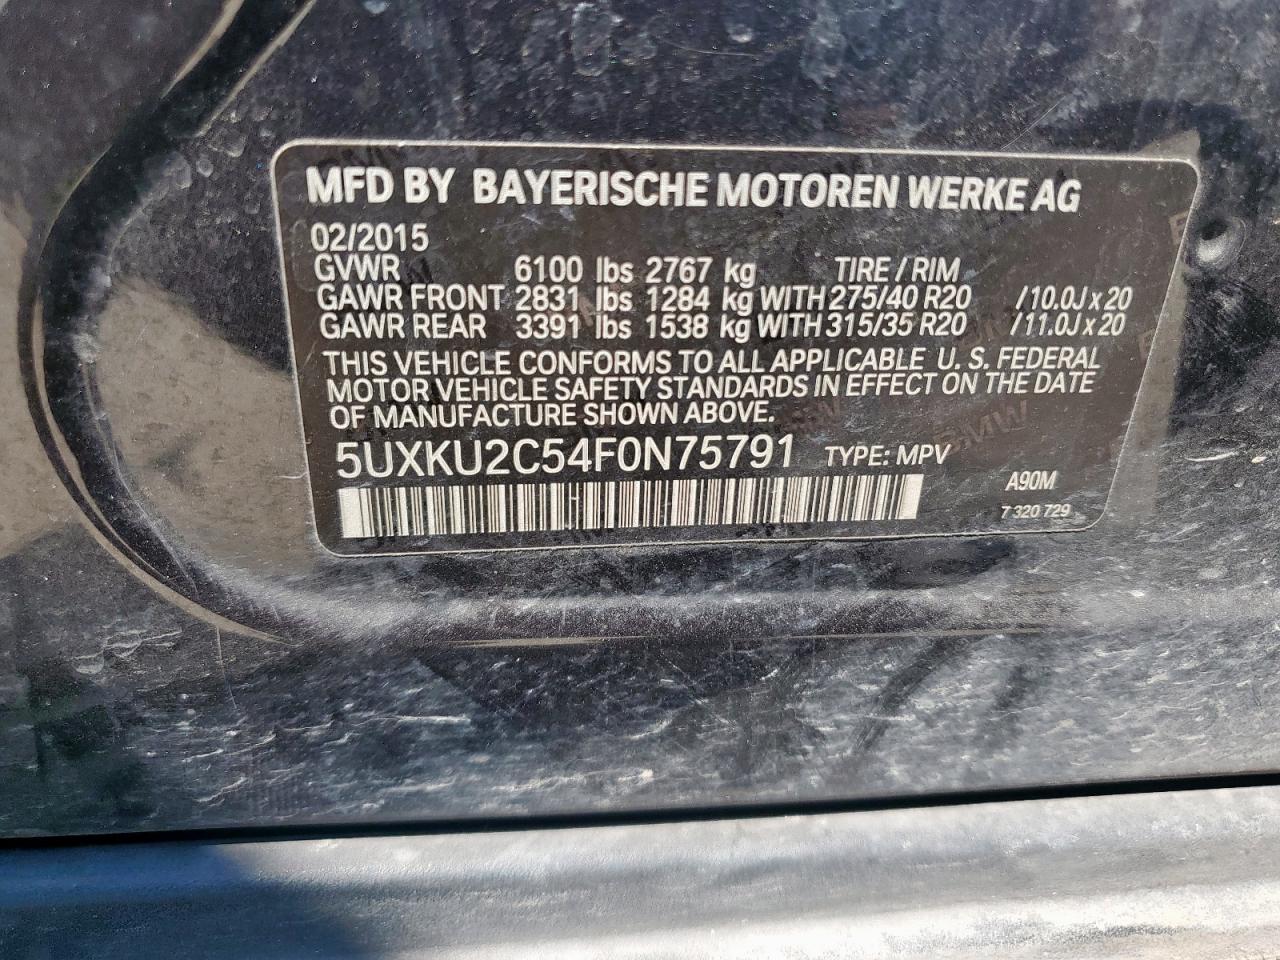 MFD BY BAYERISCHE MOTOREN WERKE AG
02/2015
GVWR 6100 lbs 2767 kg TIRE / RIM
GAWR FRONT 2831 lbs 1284 kg WITH 275/40 R20 /10.0J x 20
GAWR REAR 3391 lbs 1538 kg WITH 315/35 R20 /11.0J x 20
THIS VEHICLE CONFORMS TO ALL APPLICABLE U. S. FEDERAL
MOTOR VEHICLE SAFETY STANDARDS IN EFFECT ON THE DATE
OF MANUFACTURE SHOWN ABOVE.
5UXKU2C54F0N75791 TYPE: MPV
A90M
7 320 729